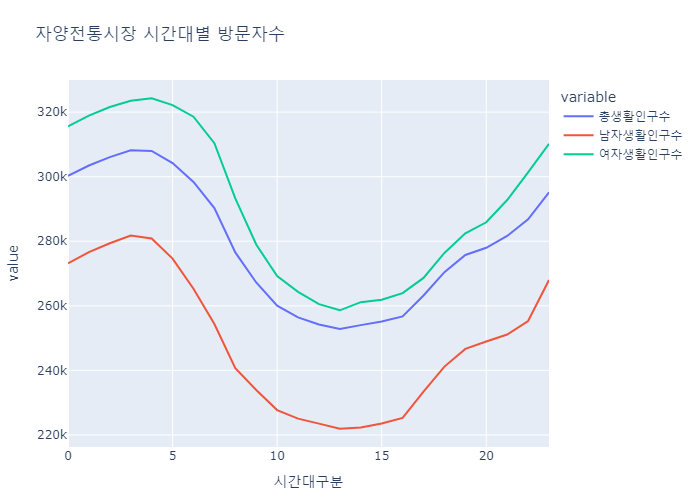 자양전통시장 시간대별 방문자수
variable
총생활인구수
남자생활인구수
여자생활인구수
320k
300k
280k
260k
240k
220k
value
0
5
10
15
20
시간대구분